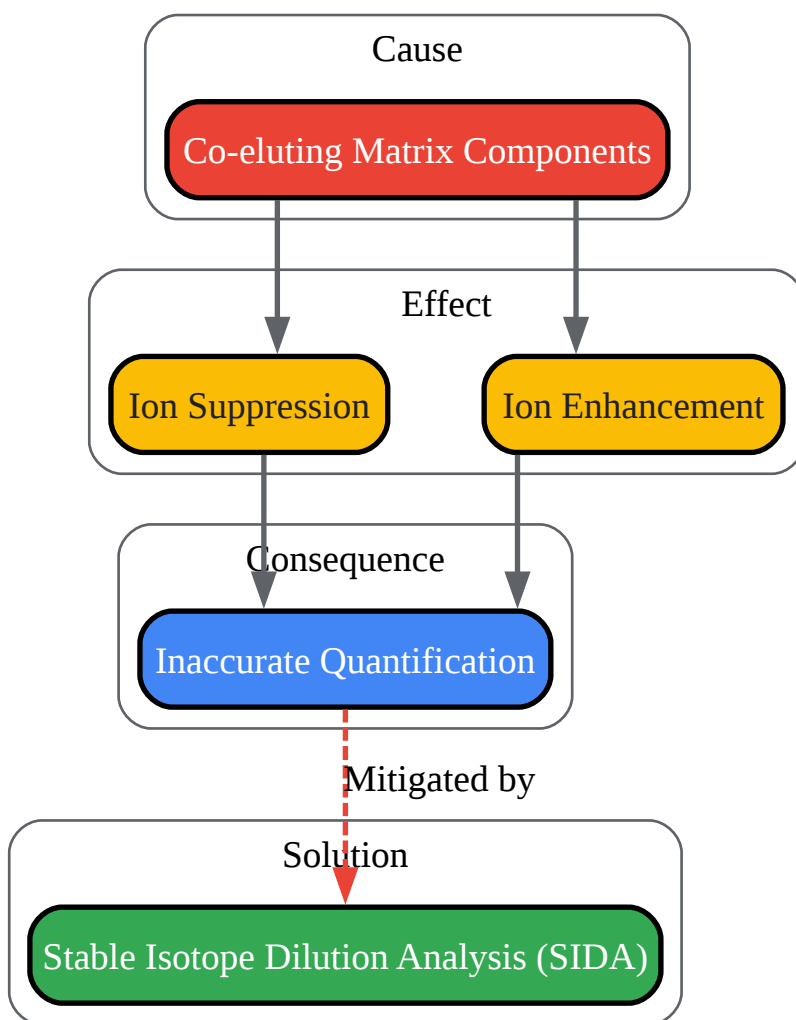 Cause
Co-eluting Matrix Components
Effect
Ion Suppression
Ion Enhancement
Consequence
Inaccurate Quantification
Mitigated by
Solution
Stable Isotope Dilution Analysis (SIDA)